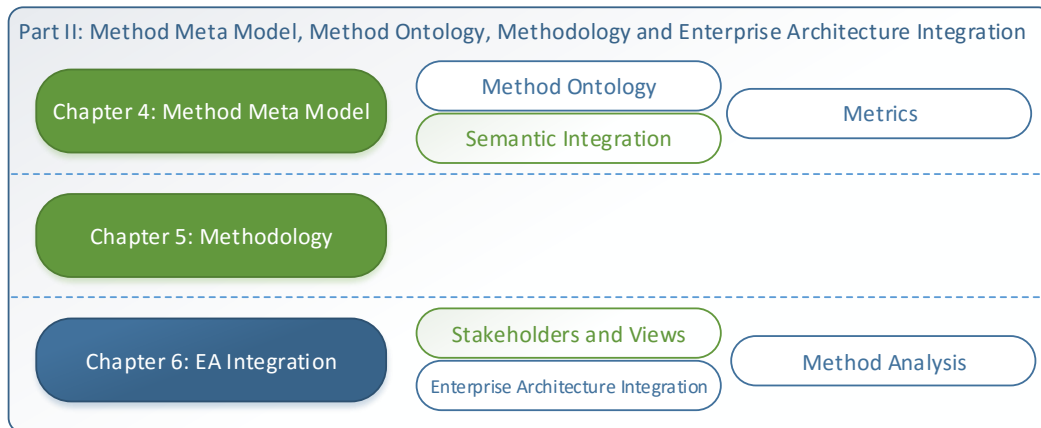 Part II: Method Meta Model, Method Ontology, Methodology and Enterprise Architecture Integration
Chapter 4: Method Meta Model
Method Ontology
Semantic Integration
Metrics
Chapter 5: Methodology
Chapter 6: EA Integration
Stakeholders and Views
Enterprise Architecture Integration
Method Analysis